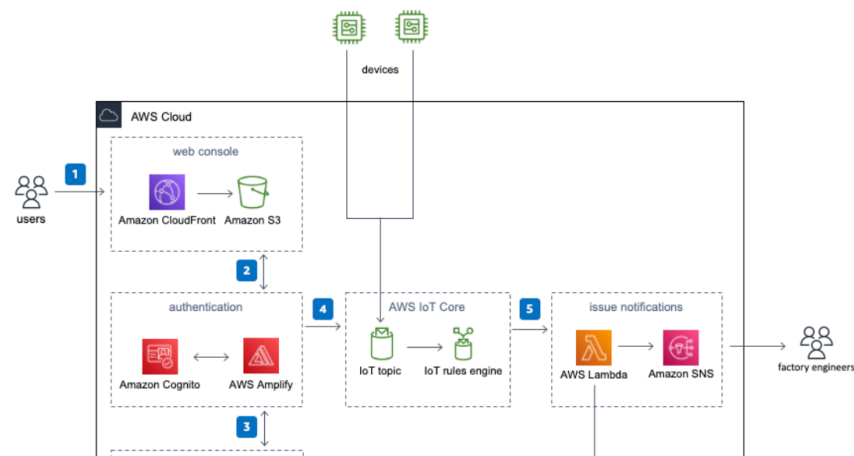 devices
AWS Cloud
web console
1
users
Amazon CloudFront
Amazon S3
2
authentication
4
AWS IoT Core
5
issue notifications
Amazon Cognito
AWS Amplify
IoT topic
IoT rules engine
AWS Lambda
Amazon SNS
factory engineers
3